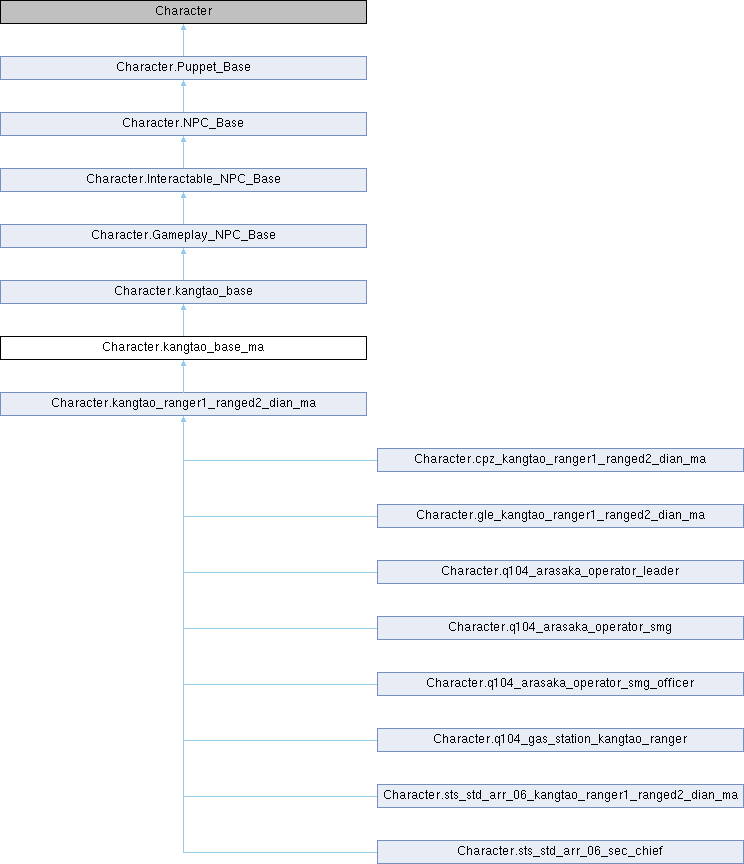 Character
Character.Puppet_Base
Character.NPC_Base
Character.Interactable_NPC_Base
Character.Gameplay_NPC_Base
Character.kangtao_base
Character.kangtao_base_ma
Character.kangtao_ranger1_ranged2_dian_ma
Character.cpz_kangtao_ranger1_ranged2_dian_ma
Character.gle_kangtao_ranger1_ranged2_dian_ma
Character.q104_arasaka_operator_leader
Character.q104_arasaka_operator_smg
Character.q104_arasaka_operator_smg_officer
Character.q104_gas_station_kangtao_ranger
Character.sts_std_arr_06_kangtao_ranger1_ranged2_dian_ma
Character.sts_std_arr_06_sec_chief